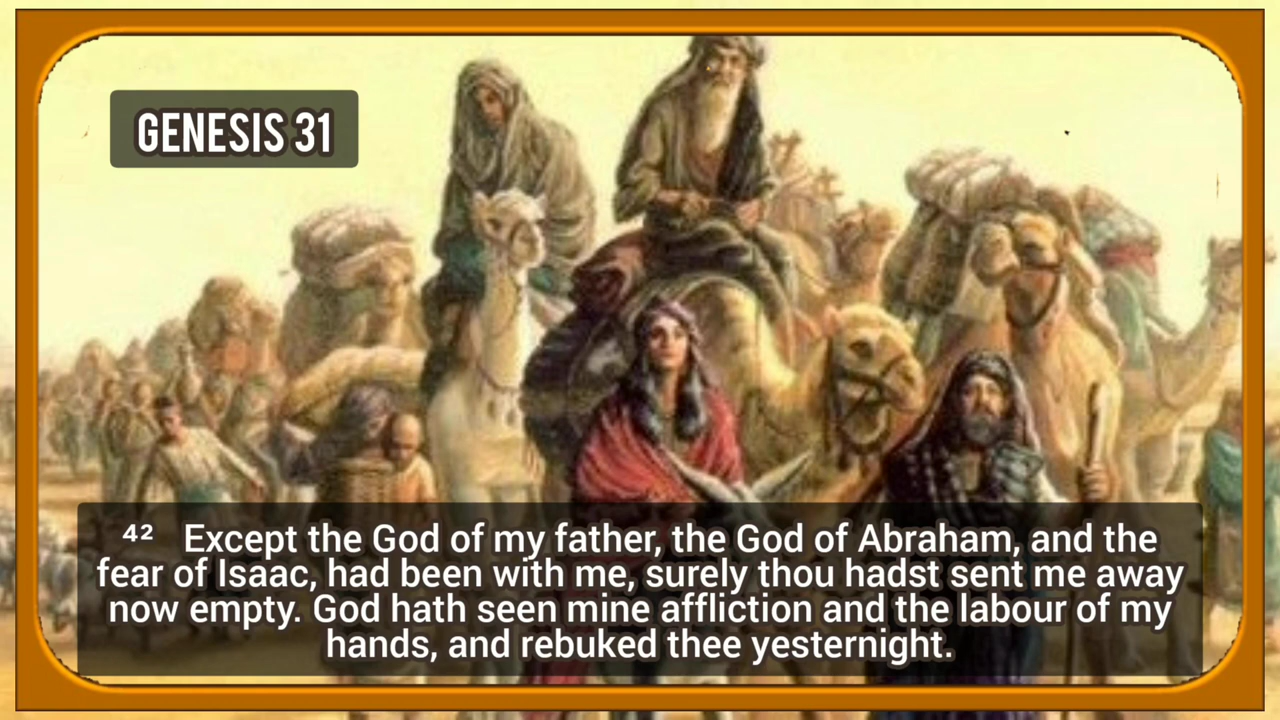 GENESIS 31
⁴² Except the God of my father, the God of Abraham, and the
fear of Isaac, had been with me, surely thou hadst sent me away
now empty. God hath seen mine affliction and the labour of my
hands, and rebuked thee yesternight.